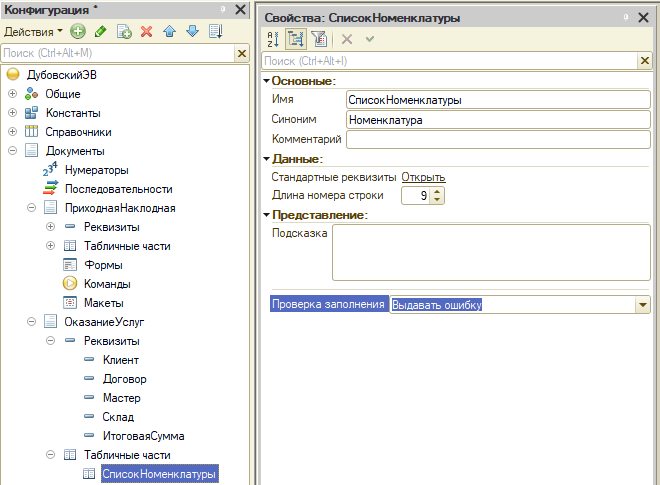 Конфигурация *
Действия
Поиск (Ctrl+Alt+M)
ДубовскийЭВ
Общие
Константы
Справочники
Документы
Нумераторы
Последовательности
ПриходнаяНаклодная
Реквизиты
Табличные части
Формы
Команды
Макеты
ОказаниеУслуг
Реквизиты
Клиент
Договор
Мастер
Склад
ИтоговаяСумма
Табличные части
СписокНоменклатуры
Свойства: СписокНоменклатуры
Поиск (Ctrl+Alt+I)
Основные:
Имя СписокНоменклатуры
Синоним Номенклатура
Комментарий
Данные:
Стандартные реквизиты Открыть
Длина номера строки 9
Представление:
Подсказка
Проверка заполнения Выдавать ошибку